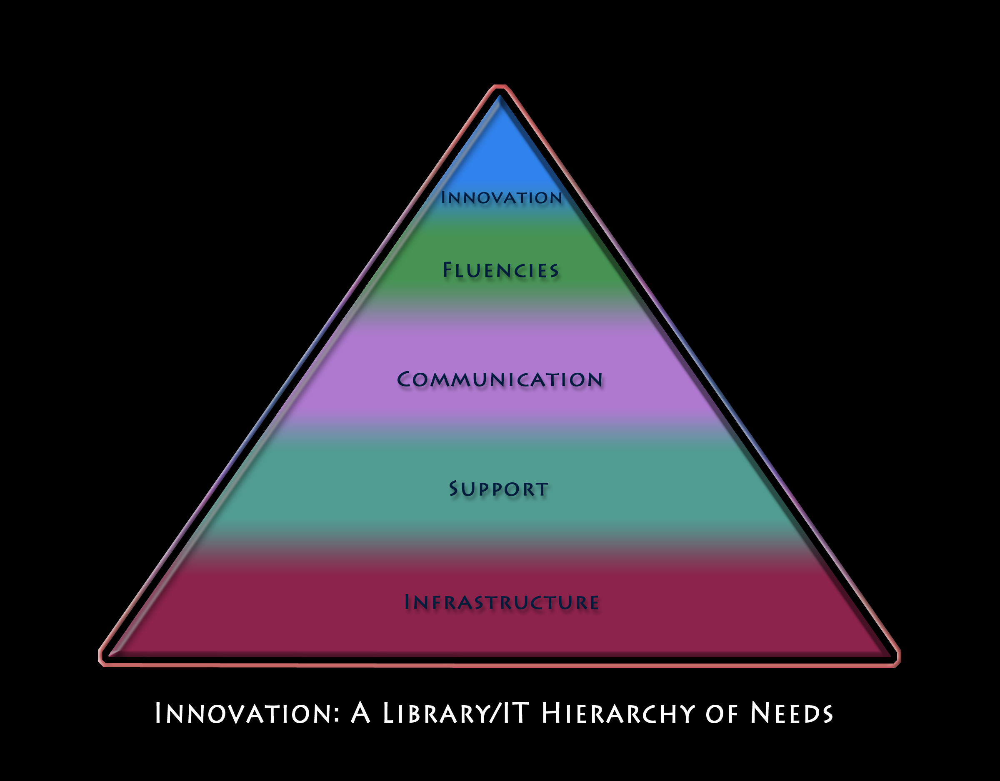 Innovation
Fluencies
Communication
Support
Infrastructure
Innovation: A Library/IT Hierarchy of Needs